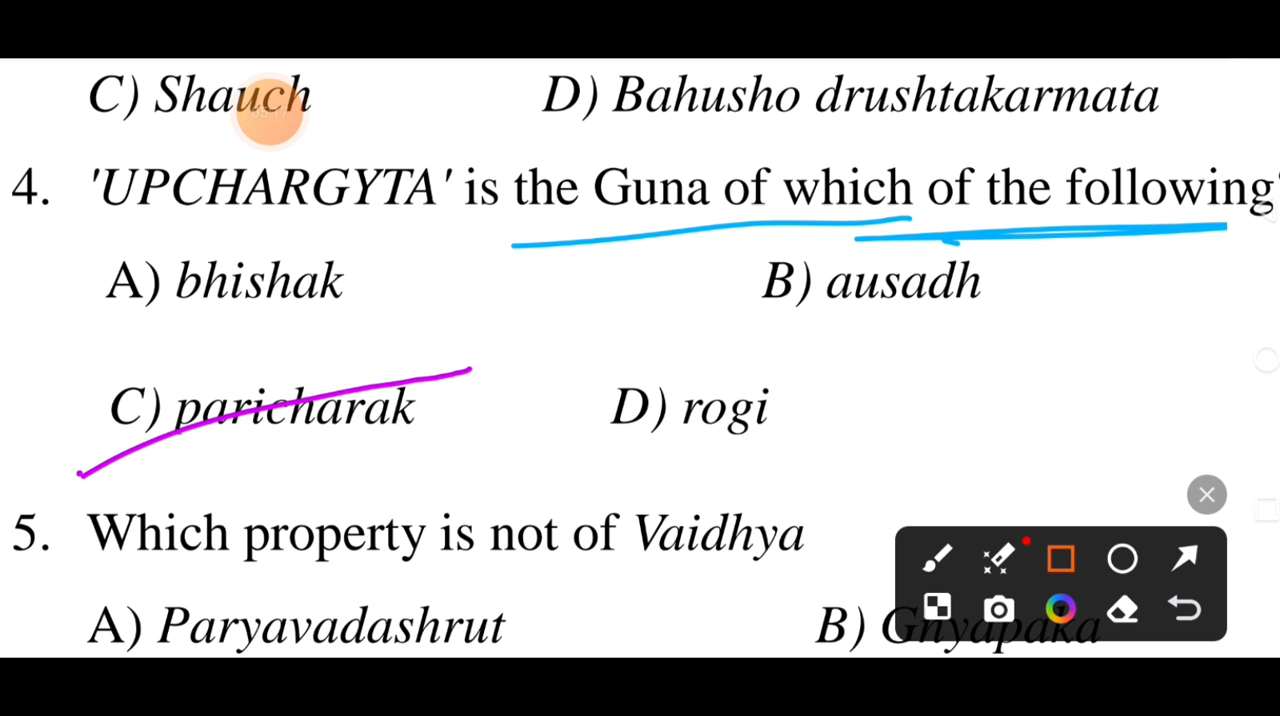 C) Shauch D) Bahusho drushtakarmata
4. 'UPCHARGYTA' is the Guna of which of the following
A) bhishak B) ausadh
C) paricharak D) rogi
5. Which property is not of Vaidhya
A) Paryavadashrut B) Gnyapaka